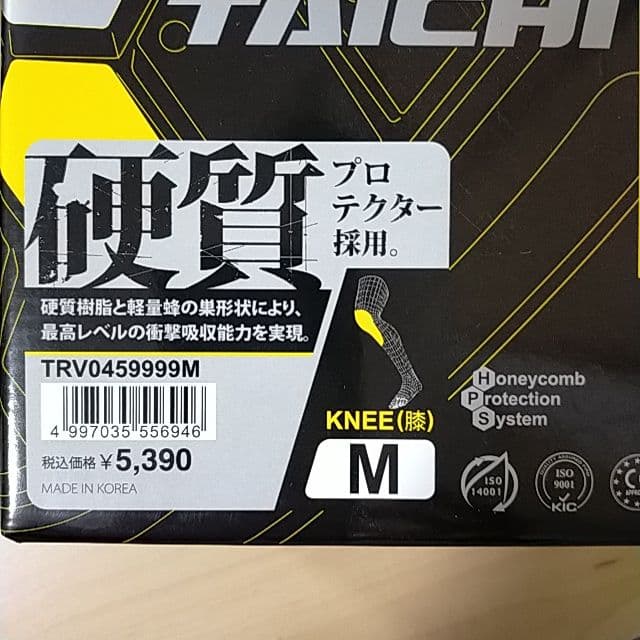 TAICHI
硬質
プロ
テクター
採用。
硬質樹脂と軽量蜂の巣形状により、
最高レベルの衝撃吸収能力を実現。
TRV0459999M
4 997035 556946
税込価格 ¥5,390
MADE IN KOREA
KNEE(膝)
M
Honeycomb
Protection
System
ISO
14001
ISO
9001
KIC